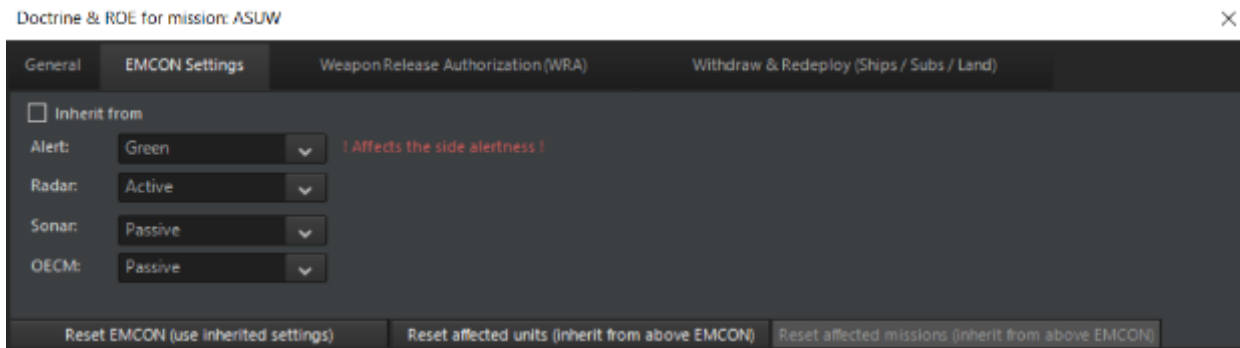 Doctrine & ROE for mission: ASUW
General EMCON Settings Weapon Release Authorization (WRA) Withdraw & Redeploy (Ships / Subs / Land)
Inherit from
Alert: Green ! Affects the side alertness !
Radar: Active
Sonar: Passive
OECM: Passive
Reset EMCON (use inherited settings) Reset affected units (inherit from above EMCON) Reset affected missions (inherit from above EMCON)